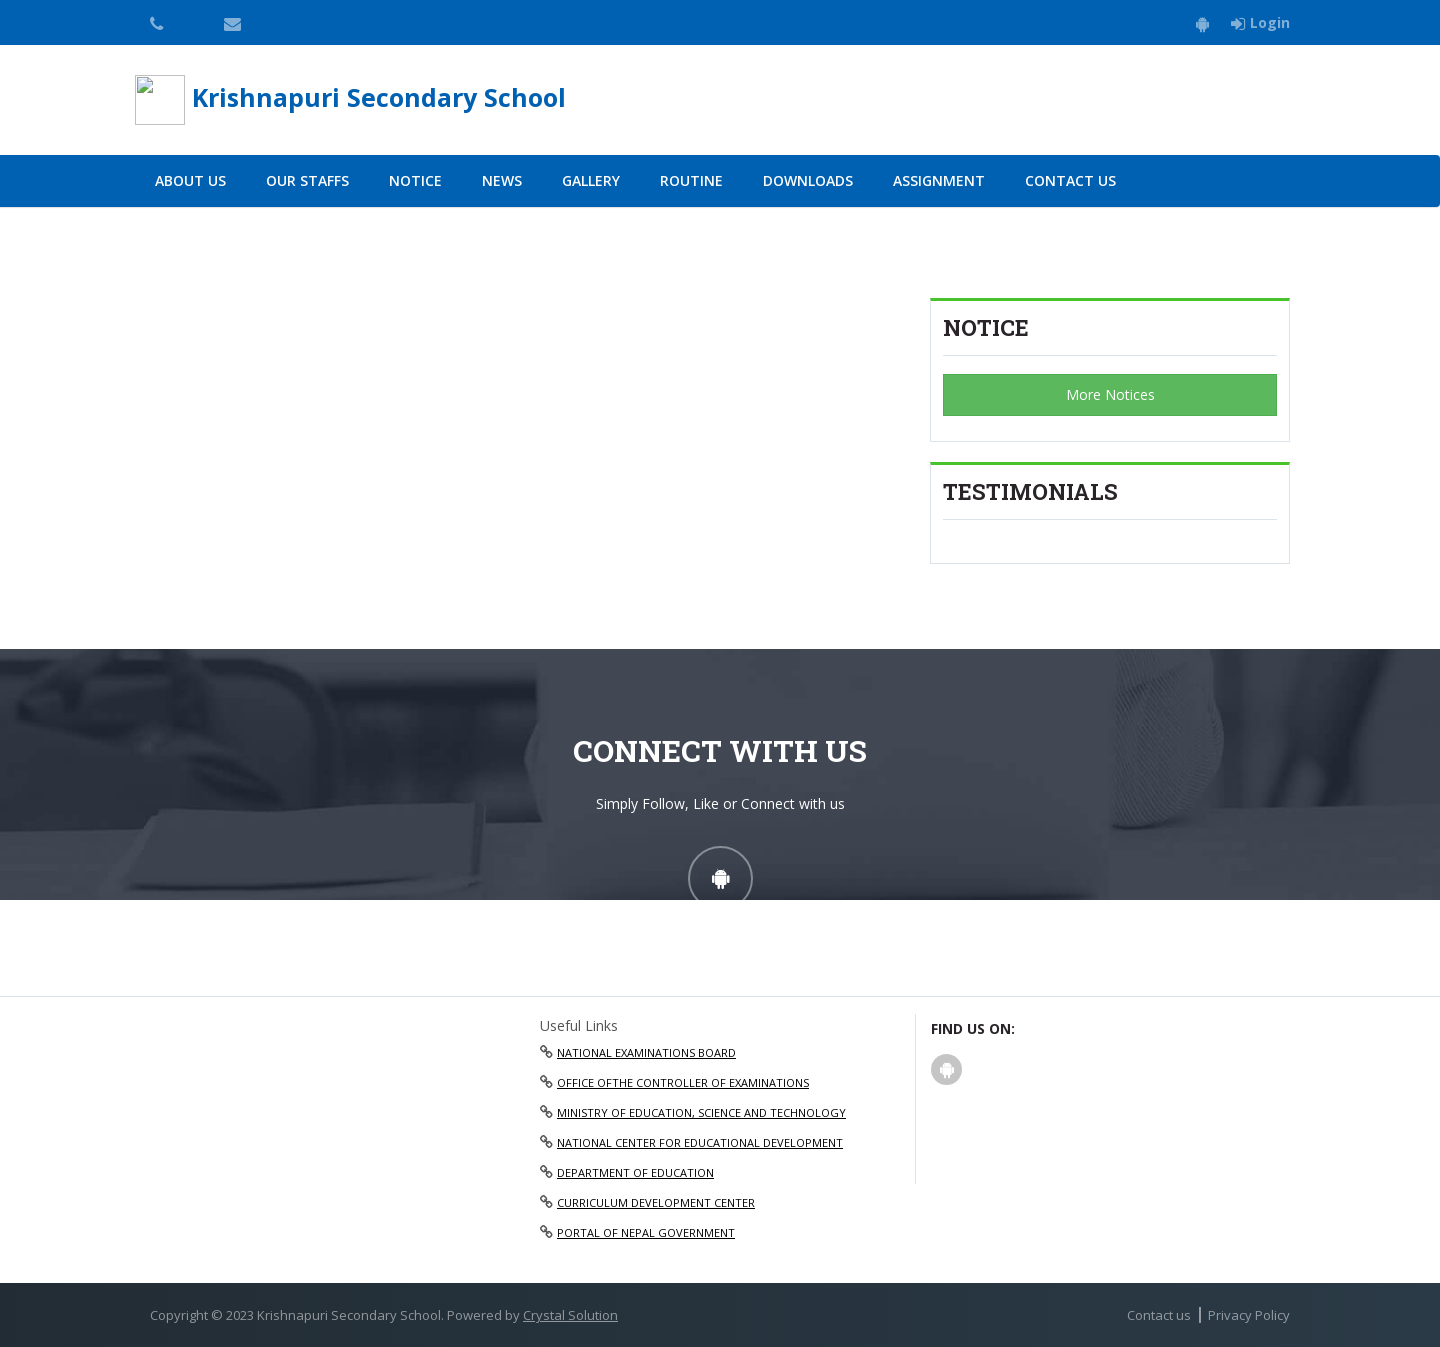 Login
Krishnapuri Secondary School
ABOUT US OUR STAFFS NOTICE NEWS GALLERY ROUTINE DOWNLOADS ASSIGNMENT CONTACT US
NOTICE
More Notices
TESTIMONIALS
CONNECT WITH US
Simply Follow, Like or Connect with us
Useful Links
NATIONAL EXAMINATIONS BOARD
OFFICE OFTHE CONTROLLER OF EXAMINATIONS
MINISTRY OF EDUCATION, SCIENCE AND TECHNOLOGY
NATIONAL CENTER FOR EDUCATIONAL DEVELOPMENT
DEPARTMENT OF EDUCATION
CURRICULUM DEVELOPMENT CENTER
PORTAL OF NEPAL GOVERNMENT
FIND US ON:
Copyright © 2023 Krishnapuri Secondary School. Powered by Crystal Solution
Contact us | Privacy Policy